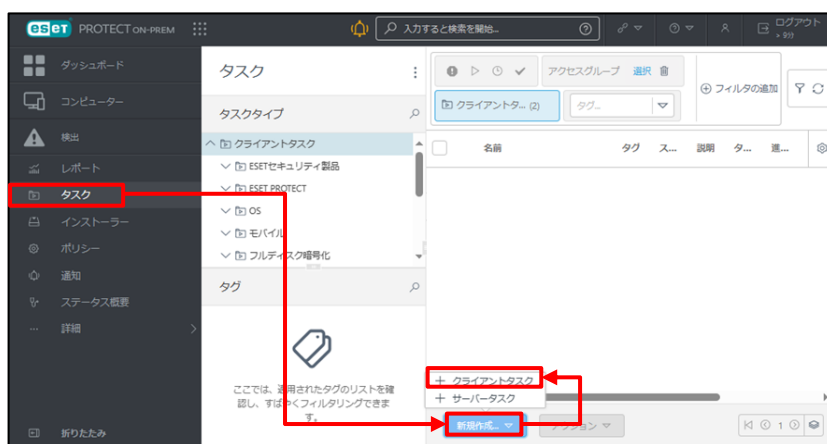 eset PROTECT ON-PREM
入力すると検索を開始...
ログアウト
> 9分
ダッシュボード
コンピューター
検出
レポート
タスク
インストーラー
ポリシー
通知
ステータス概要
詳細
折りたたみ
タスク
タスクタイプ
クライアントタスク
ESETセキュリティ製品
ESET PROTECT
OS
モバイル
フルディスク暗号化
タグ
ここでは、適用されたタグのリストを確
認し、すばやくフィルタリングできま
す。
アクセスグループ 選択
クライアントタ... (2)
タグ...
フィルタの追加
名前 タグ ス... 説明 タ... 進...
クライアントタスク
サーバータスク
新規作成...
アクション
1